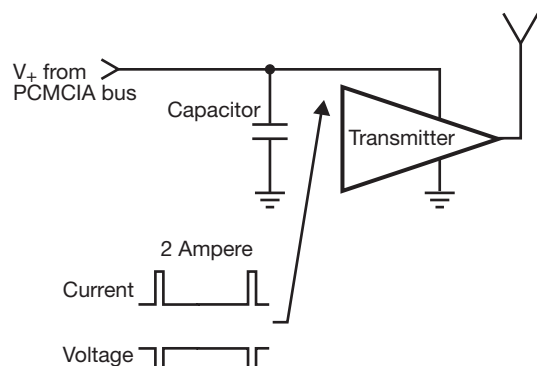 V+ from
PCMCIA bus
Capacitor
Transmitter
2 Ampere
Current
Voltage